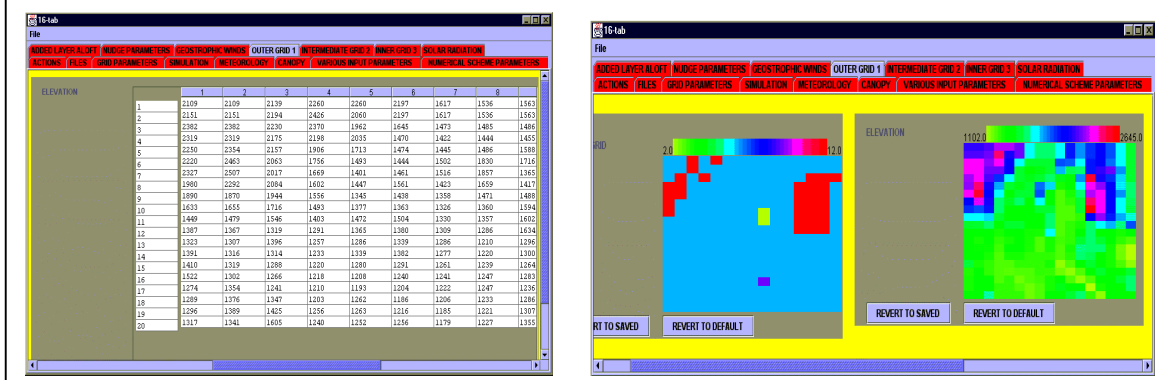 16-tab
File
ADDED LAYER ALOFT NUDGE PARAMETERS GEOSTROPHIC WINDS OUTER GRID 1 INTERMEDIATE GRID 2 INNER GRID 3 SOLAR RADIATION
ACTIONS FILES GRID PARAMETERS SIMULATION METEOROLOGY CANOPY VARIOUS INPUT PARAMETERS NUMERICAL SCHEME PARAMETERS
ELEVATION
1 2 3 4 5 6 7 8
1 2109 2109 2139 2260 2260 2197 1617 1536 1563
2 2151 2151 2194 2426 2060 2197 1617 1536 1563
3 2382 2382 2230 2370 1962 1645 1473 1485 1486
4 2319 2319 2175 2198 2035 1470 1422 1444 1455
5 2250 2354 2157 1906 1713 1474 1445 1486 1588
6 2220 2463 2063 1756 1493 1444 1502 1830 1716
7 2327 2507 2017 1669 1401 1461 1516 1857 1365
8 1980 2292 2084 1602 1447 1561 1423 1659 1417
9 1890 1870 1944 1556 1345 1438 1358 1471 1488
10 1633 1655 1716 1493 1377 1363 1326 1360 1594
11 1449 1479 1546 1403 1472 1504 1330 1357 1602
12 1387 1367 1319 1291 1365 1380 1309 1286 1634
13 1323 1307 1396 1257 1286 1339 1286 1210 1296
14 1391 1316 1314 1233 1339 1382 1277 1220 1300
15 1410 1319 1288 1220 1280 1291 1261 1239 1264
16 1522 1302 1266 1218 1208 1240 1241 1247 1283
17 1274 1354 1241 1210 1193 1204 1222 1247 1236
18 1289 1376 1347 1203 1262 1186 1206 1233 1286
19 1296 1389 1425 1256 1263 1216 1185 1221 1307
20 1317 1341 1605 1240 1252 1256 1179 1227 1355
16-tab
File
ADDED LAYER ALOFT NUDGE PARAMETERS GEOSTROPHIC WINDS OUTER GRID 1 INTERMEDIATE GRID 2 INNER GRID 3 SOLAR RADIATION
ACTIONS FILES GRID PARAMETERS SIMULATION METEOROLOGY CANOPY VARIOUS INPUT PARAMETERS NUMERICAL SCHEME PARAMETERS
RID
2.0 12.0
RT TO SAVED REVERT TO DEFAULT
ELEVATION
1102.0 2645.0
REVERT TO SAVED REVERT TO DEFAULT